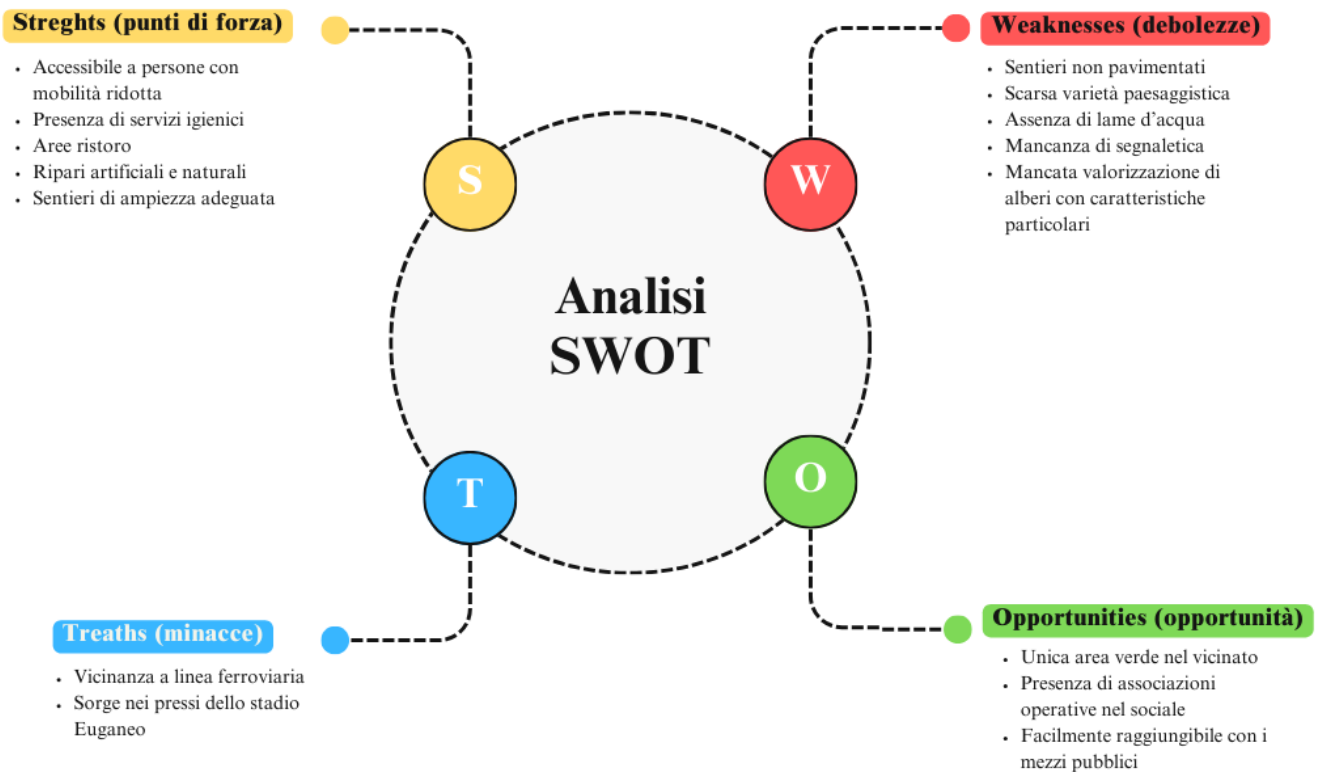 Streghts (punti di forza)
Accessibile a persone con
mobilità ridotta
Presenza di servizi igienici
Aree ristoro
Ripari artificiali e naturali
Sentieri di ampiezza adeguata
Weaknesses (debolezze)
Sentieri non pavimentati
Scarsa varietà paesaggistica
Assenza di lame d'acqua
Mancanza di segnaletica
Mancata valorizzazione di
alberi con caratteristiche
particolari
S
W
Analisi
SWOT
T
O
Treaths (minacce)
Vicinanza a linea ferroviaria
Sorge nei pressi dello stadio
Euganeo
Opportunities (opportunità)
Unica area verde nel vicinato
Presenza di associazioni
operative nel sociale
Facilmente raggiungibile con i
mezzi pubblici